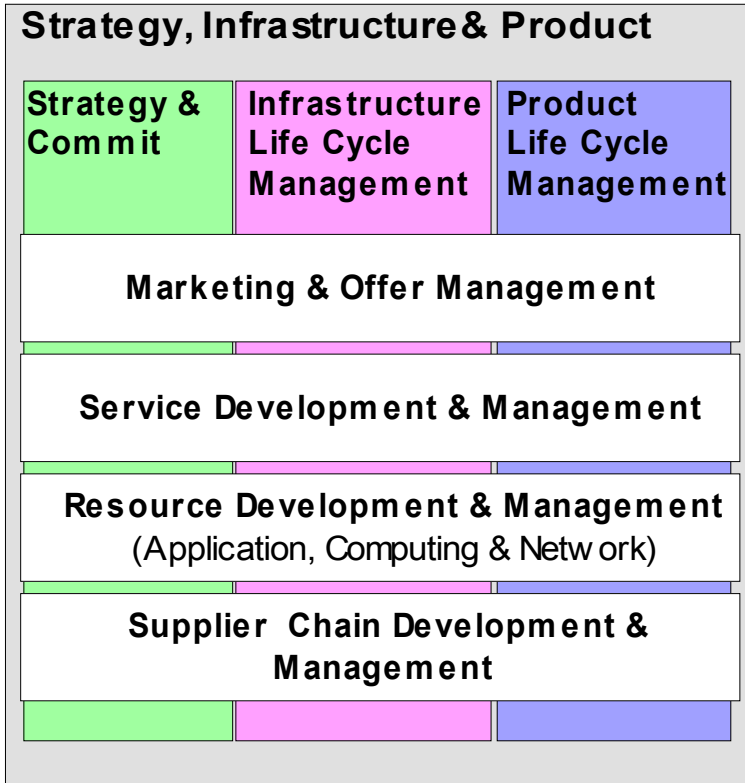 Strategy, Infrastructure & Product
Strategy &
Commit
Infrastructure
Life Cycle
Management
Product
Life Cycle
Management
Marketing & Offer Management
Service Development & Management
Resource Development & Management
(Application, Computing & Network)
Supplier Chain Development &
Management